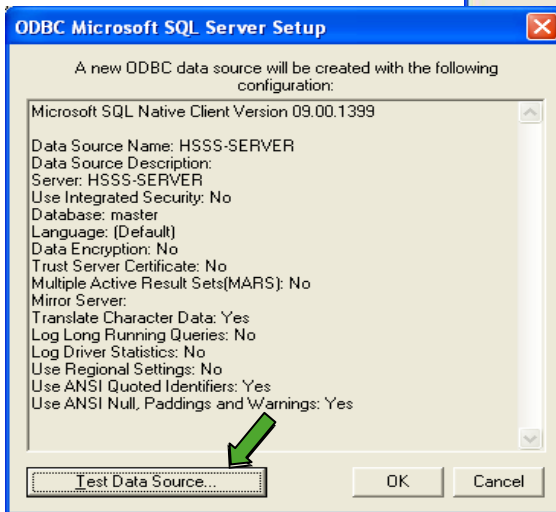 ODBC Microsoft SQL Server Setup
A new ODBC data source will be created with the following
configuration:
Microsoft SQL Native Client Version 09.00.1399
Data Source Name: HSSS-SERVER
Data Source Description:
Server: HSSS-SERVER
Use Integrated Security: No
Database: master
Language: (Default)
Data Encryption: No
Trust Server Certificate: No
Multiple Active Result Sets(MARS): No
Mirror Server:
Translate Character Data: Yes
Log Long Running Queries: No
Log Driver Statistics: No
Use Regional Settings: No
Use ANSI Quoted Identifiers: Yes
Use ANSI Null, Paddings and Warnings: Yes
Test Data Source... OK Cancel